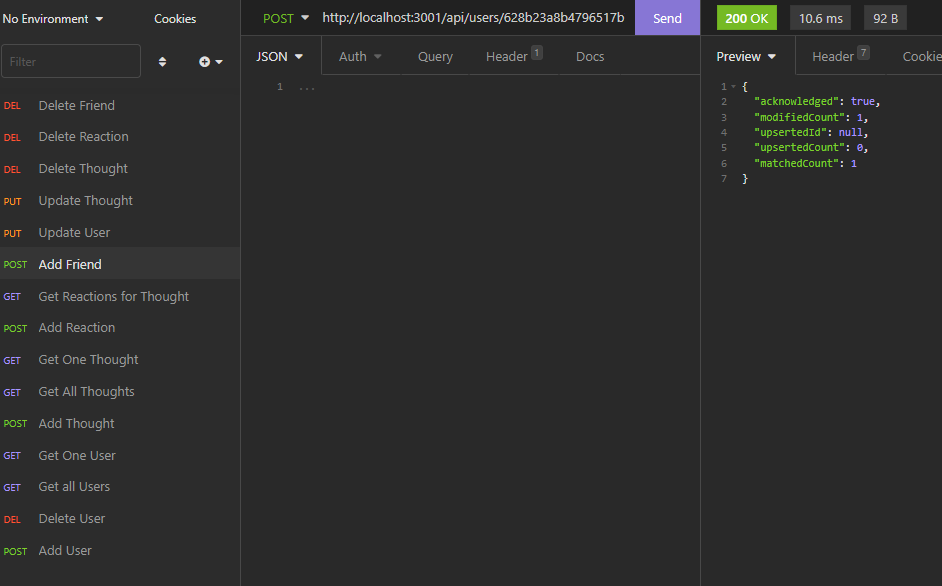 No Environment
Cookies
Filter
DEL Delete Friend
DEL Delete Reaction
DEL Delete Thought
PUT Update Thought
PUT Update User
POST Add Friend
GET Get Reactions for Thought
POST Add Reaction
GET Get One Thought
GET Get All Thoughts
POST Add Thought
GET Get One User
GET Get all Users
DEL Delete User
POST Add User
POST http://localhost:3001/api/users/628b23a8b4796517b Send
JSON Auth Query Header 1 Docs
1 ...
200 OK 10.6 ms 92 B
Preview Header 7 Cookie
1 {
2 "acknowledged": true,
3 "modifiedCount": 1,
4 "upsertedId": null,
5 "upsertedCount": 0,
6 "matchedCount": 1
7 }